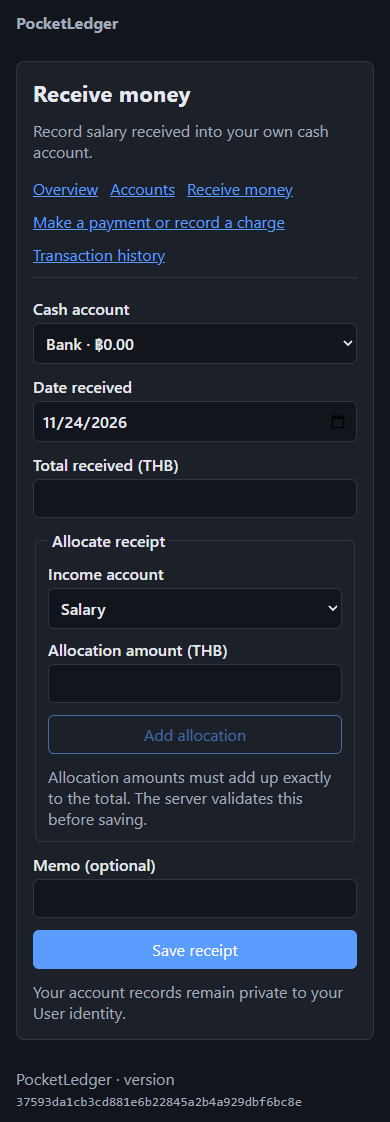 PocketLedger
Receive money
Record salary received into your own cash
account.
Overview Accounts Receive money
Make a payment or record a charge
Transaction history
Cash account
Bank · ฿0.00
Date received
11/24/2026
Total received (THB)
Allocate receipt
Income account
Salary
Allocation amount (THB)
Add allocation
Allocation amounts must add up exactly
to the total. The server validates this
before saving.
Memo (optional)
Save receipt
Your account records remain private to your
User identity.
PocketLedger · version
37593da1cb3cd881e6b22845a2b4a929dbf6bc8e